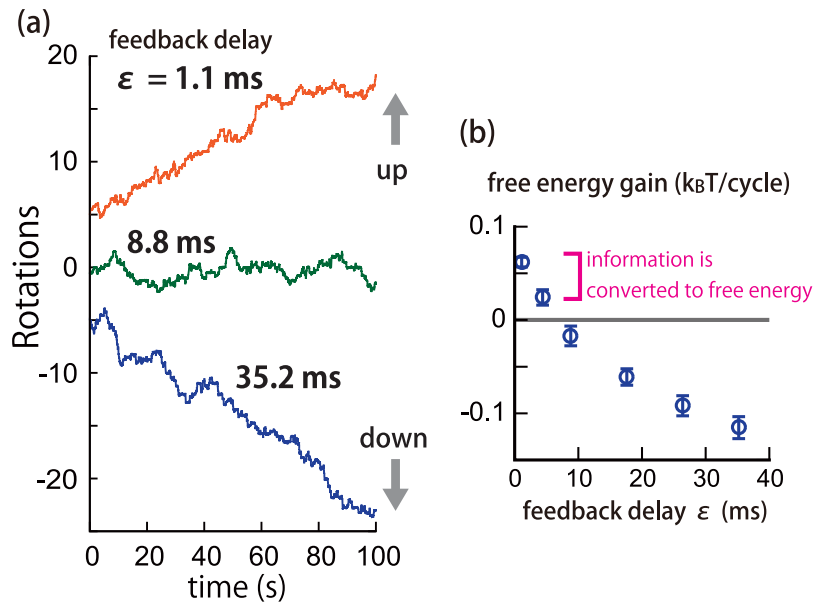 (a)
feedback delay
ε = 1.1 ms
20
10
0
-10
-20
Rotations
up
8.8 ms
35.2 ms
down
0 20 40 60 80 100
time (s)
(b)
free energy gain (kBT/cycle)
0.1
0
-0.1
information is
converted to free energy
0 10 20 30 40
feedback delay ε (ms)